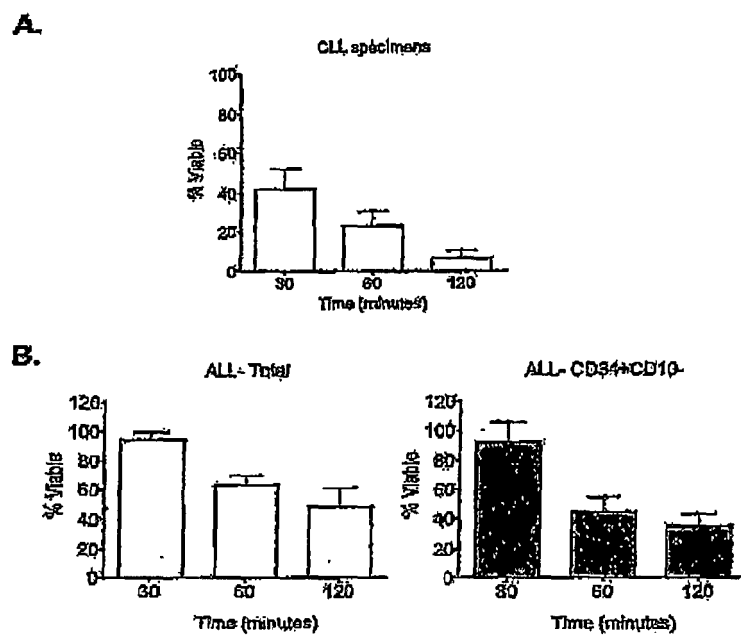 A.
CLL specimens
100
80
60
40
20
0
% Viable
30 60 120
Time (minutes)
B.
ALL- Total
120
100
80
60
40
20
0
% Viable
30 60 120
Time (minutes)
ALL- CD34+CD10-
120
100
80
60
40
20
0
% Viable
30 60 120
Time (minutes)